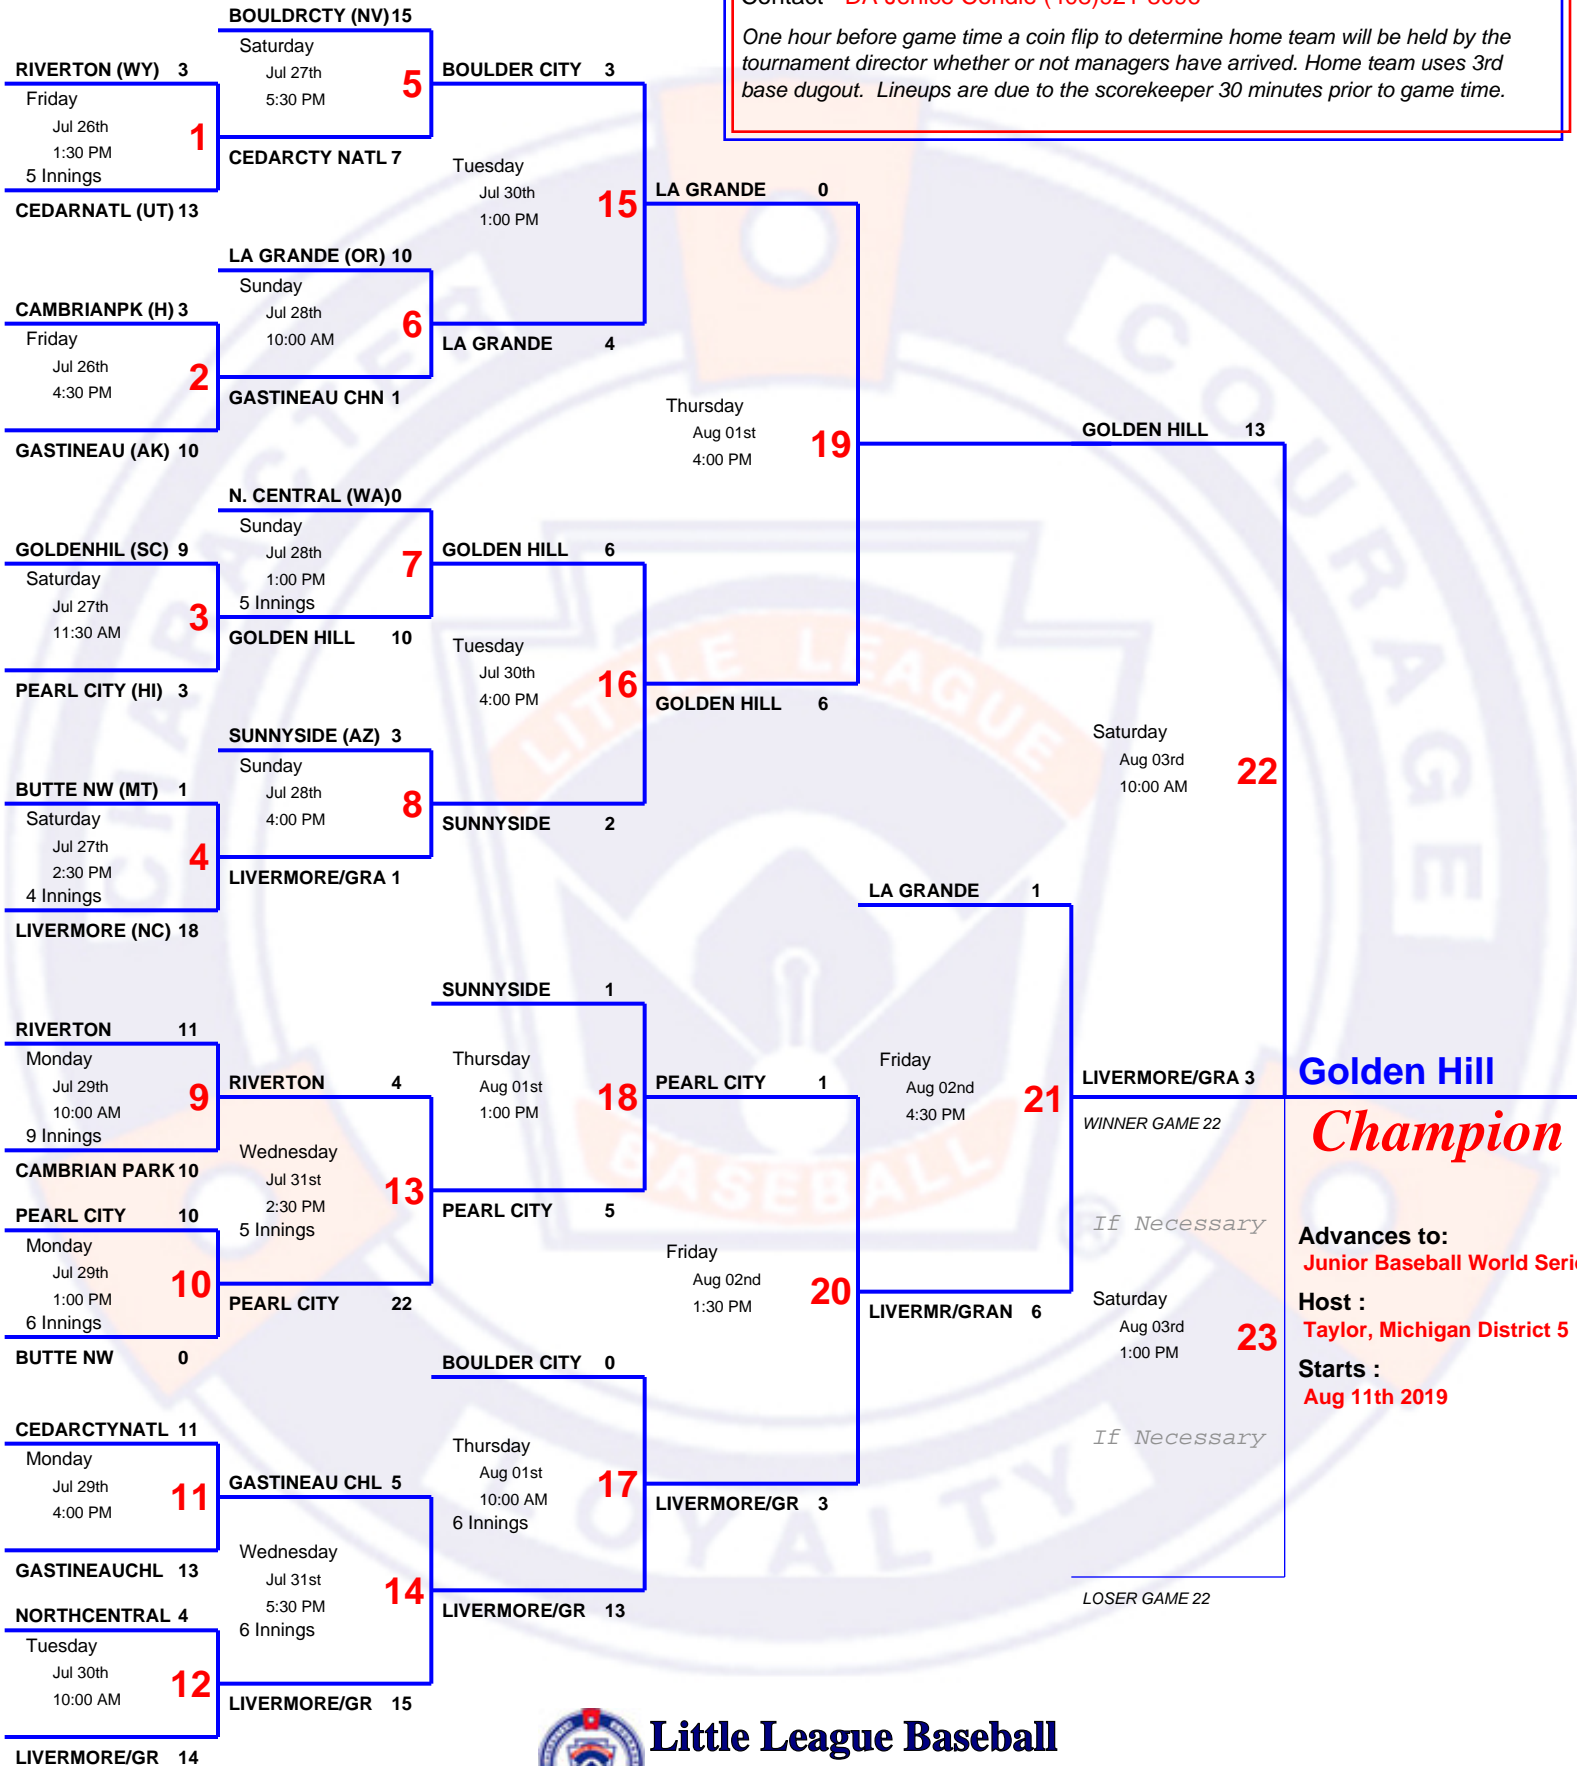 BOULDRCTY (NV) 15
Saturday
Jul 27th
5:30 PM
5
CEDARCTY NATL 7
RIVERTON (WY) 3
Friday
Jul 26th
1:30 PM
5 Innings
1
CEDARNATL (UT) 13
BOULDER CITY 3
Tuesday
Jul 30th
1:00 PM
15
LA GRANDE 4
One hour before game time a coin flip to determine home team will be held by the
tournament director whether or not managers have arrived. Home team uses 3rd
base dugout. Lineups are due to the scorekeeper 30 minutes prior to game time.
LA GRANDE (OR) 10
Sunday
Jul 28th
10:00 AM
6
GASTINEAU CHN 1
CAMBRIANPK (H) 3
Friday
Jul 26th
4:30 PM
2
GASTINEAU (AK) 10
LA GRANDE 0
Thursday
Aug 01st
4:00 PM
19
GOLDEN HILL 6
N. CENTRAL (WA) 0
Sunday
Jul 28th
1:00 PM
5 Innings
7
GOLDEN HILL 10
GOLDENHIL (SC) 9
Saturday
Jul 27th
11:30 AM
3
PEARL CITY (HI) 3
GOLDEN HILL 6
Tuesday
Jul 30th
4:00 PM
16
SUNNYSIDE 2
SUNNYSIDE (AZ) 3
Sunday
Jul 28th
4:00 PM
8
LIVERMORE/GRA 1
BUTTE NW (MT) 1
Saturday
Jul 27th
2:30 PM
4 Innings
4
LIVERMORE (NC) 18
GOLDEN HILL 13
Saturday
Aug 03rd
10:00 AM
22
LIVERMORE/GRA 3
WINNER GAME 22
RIVERTON 11
Monday
Jul 29th
10:00 AM
9 Innings
9
CAMBRIAN PARK 10
RIVERTON 4
Wednesday
Jul 31st
2:30 PM
5 Innings
13
PEARL CITY 22
PEARL CITY 10
Monday
Jul 29th
1:00 PM
6 Innings
10
BUTTE NW 0
SUNNYSIDE 1
Thursday
Aug 01st
1:00 PM
18
PEARL CITY 5
PEARL CITY 1
Friday
Aug 02nd
1:30 PM
20
LIVERMORE/GR 3
LA GRANDE 1
Friday
Aug 02nd
4:30 PM
21
LIVERMR/GRAN 6
CEDARCTYNATL 11
Monday
Jul 29th
4:00 PM
11
GASTINEAUCHL 13
GASTINEAU CHL 5
Wednesday
Jul 31st
5:30 PM
6 Innings
14
LIVERMORE/GR 15
NORTHCENTRAL 4
Tuesday
Jul 30th
10:00 AM
12
LIVERMORE/GR 14
BOULDER CITY 0
Thursday
Aug 01st
10:00 AM
6 Innings
17
LIVERMORE/GR 13
If Necessary
Saturday
Aug 03rd
1:00 PM
23
If Necessary
LOSER GAME 22
Golden Hill
Champion
Advances to:
Junior Baseball World Seri
Host :
Taylor, Michigan District 5
Starts :
Aug 11th 2019
CHARACTER
COURAGE
LOYALTY
LITTLE LEAGUE
BASEBALL
®
Little League Baseball